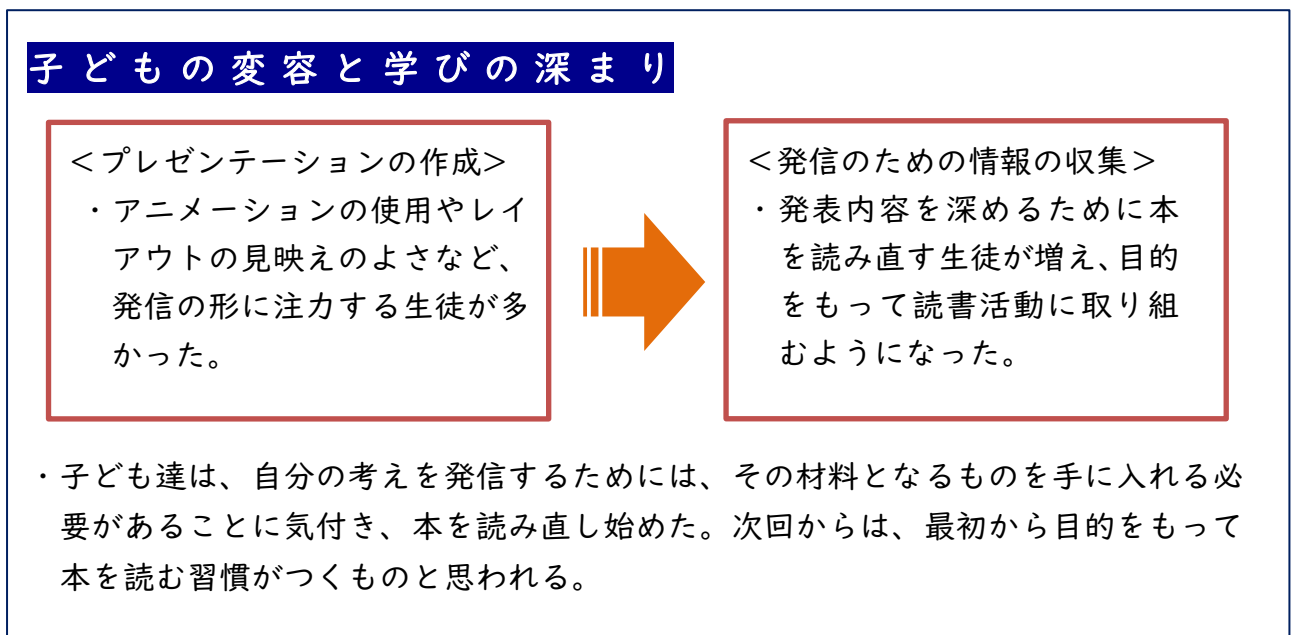 子どもの変容と学びの深まり
＜プレゼンテーションの作成＞
・アニメーションの使用やレイ
アウトの見映えのよさなど、
発信の形に注力する生徒が多
かった。
＜発信のための情報の収集＞
・発表内容を深めるために本
を読み直す生徒が増え、目的
をもって読書活動に取り組
むようになった。
・子ども達は、自分の考えを発信するためには、その材料となるものを手に入れる必
要があることに気付き、本を読み直し始めた。次回からは、最初から目的をもって
本を読む習慣がつくものと思われる。